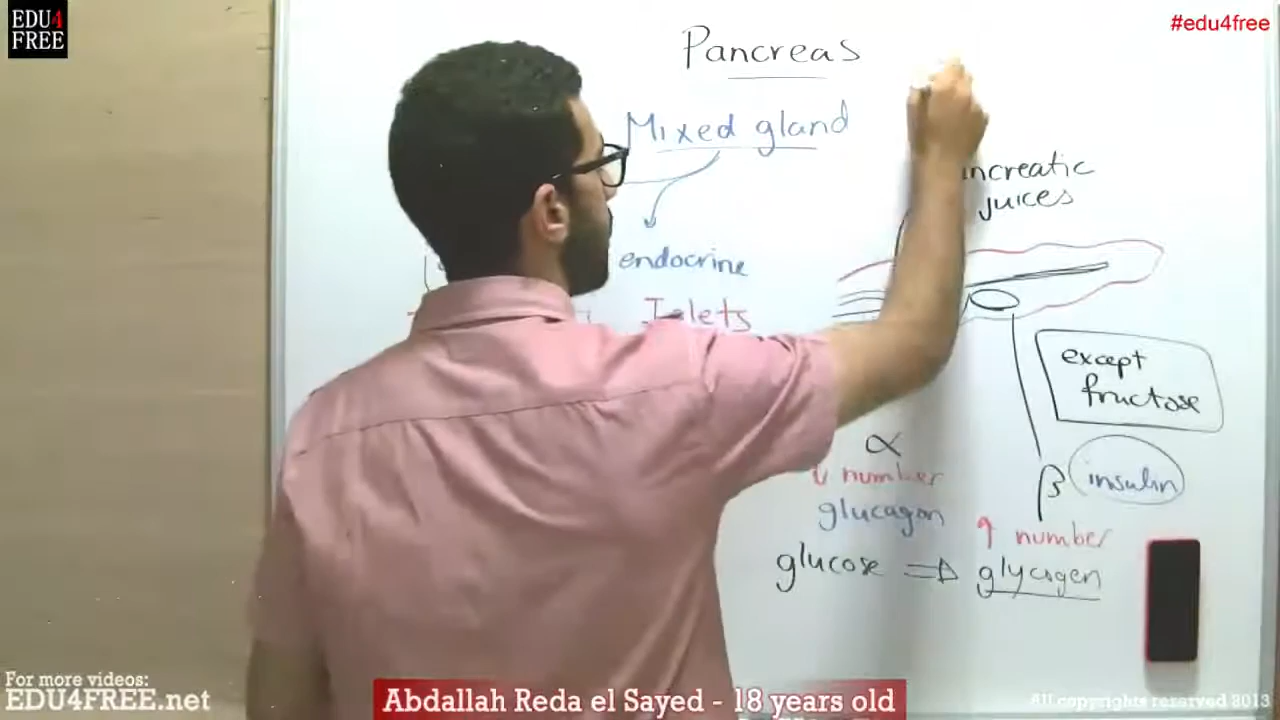 EDU4
FREE
#edu4free
Pancreas
Mixed gland
ncreatic
juices
endocrine
Islets
except
fructose
α
β
insulin
↓ number
glucagon
↑ number
glucose ⇒ glycogen
For more videos:
EDU4FREE.net
Abdallah Reda el Sayed - 18 years old
All copyrights reserved 2013